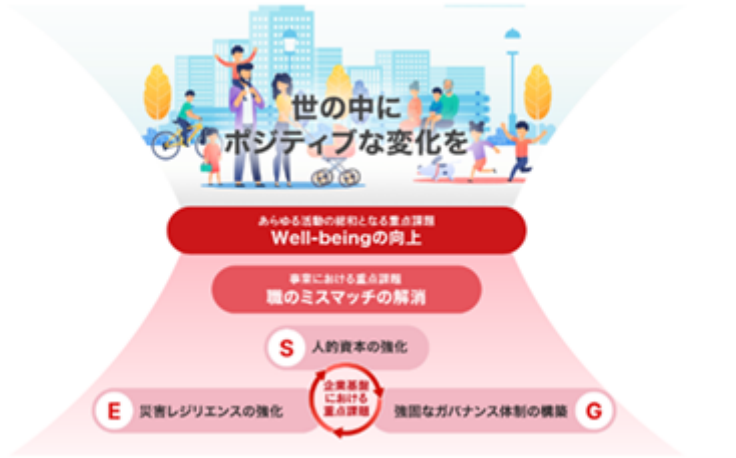 世の中に
ポジティブな変化を
あらゆる活動の総和となる重点課題
Well-beingの向上
事業における重点課題
職のミスマッチの解消
S 人的資本の強化
企業基盤
における
重点課題
E 災害レジリエンスの強化
強固なガバナンス体制の構築 G